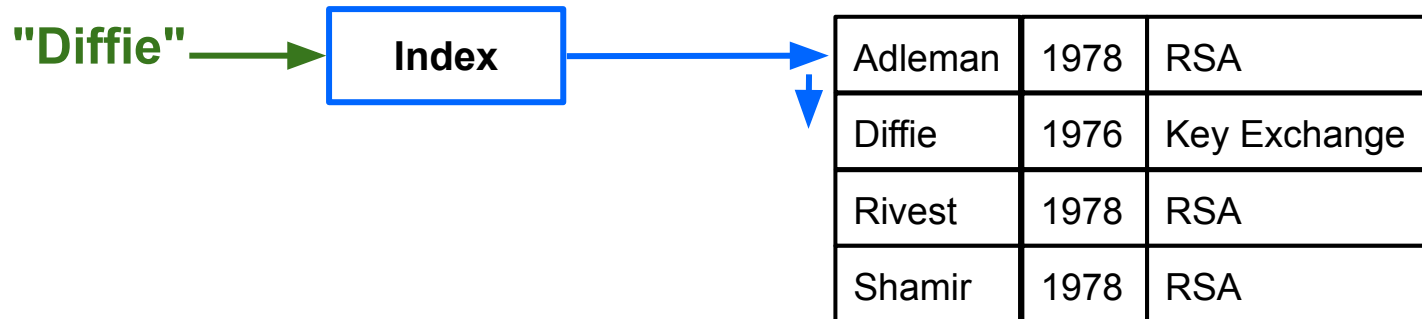 "Diffie"
Index
Adleman 1978 RSA
Diffie 1976 Key Exchange
Rivest 1978 RSA
Shamir 1978 RSA